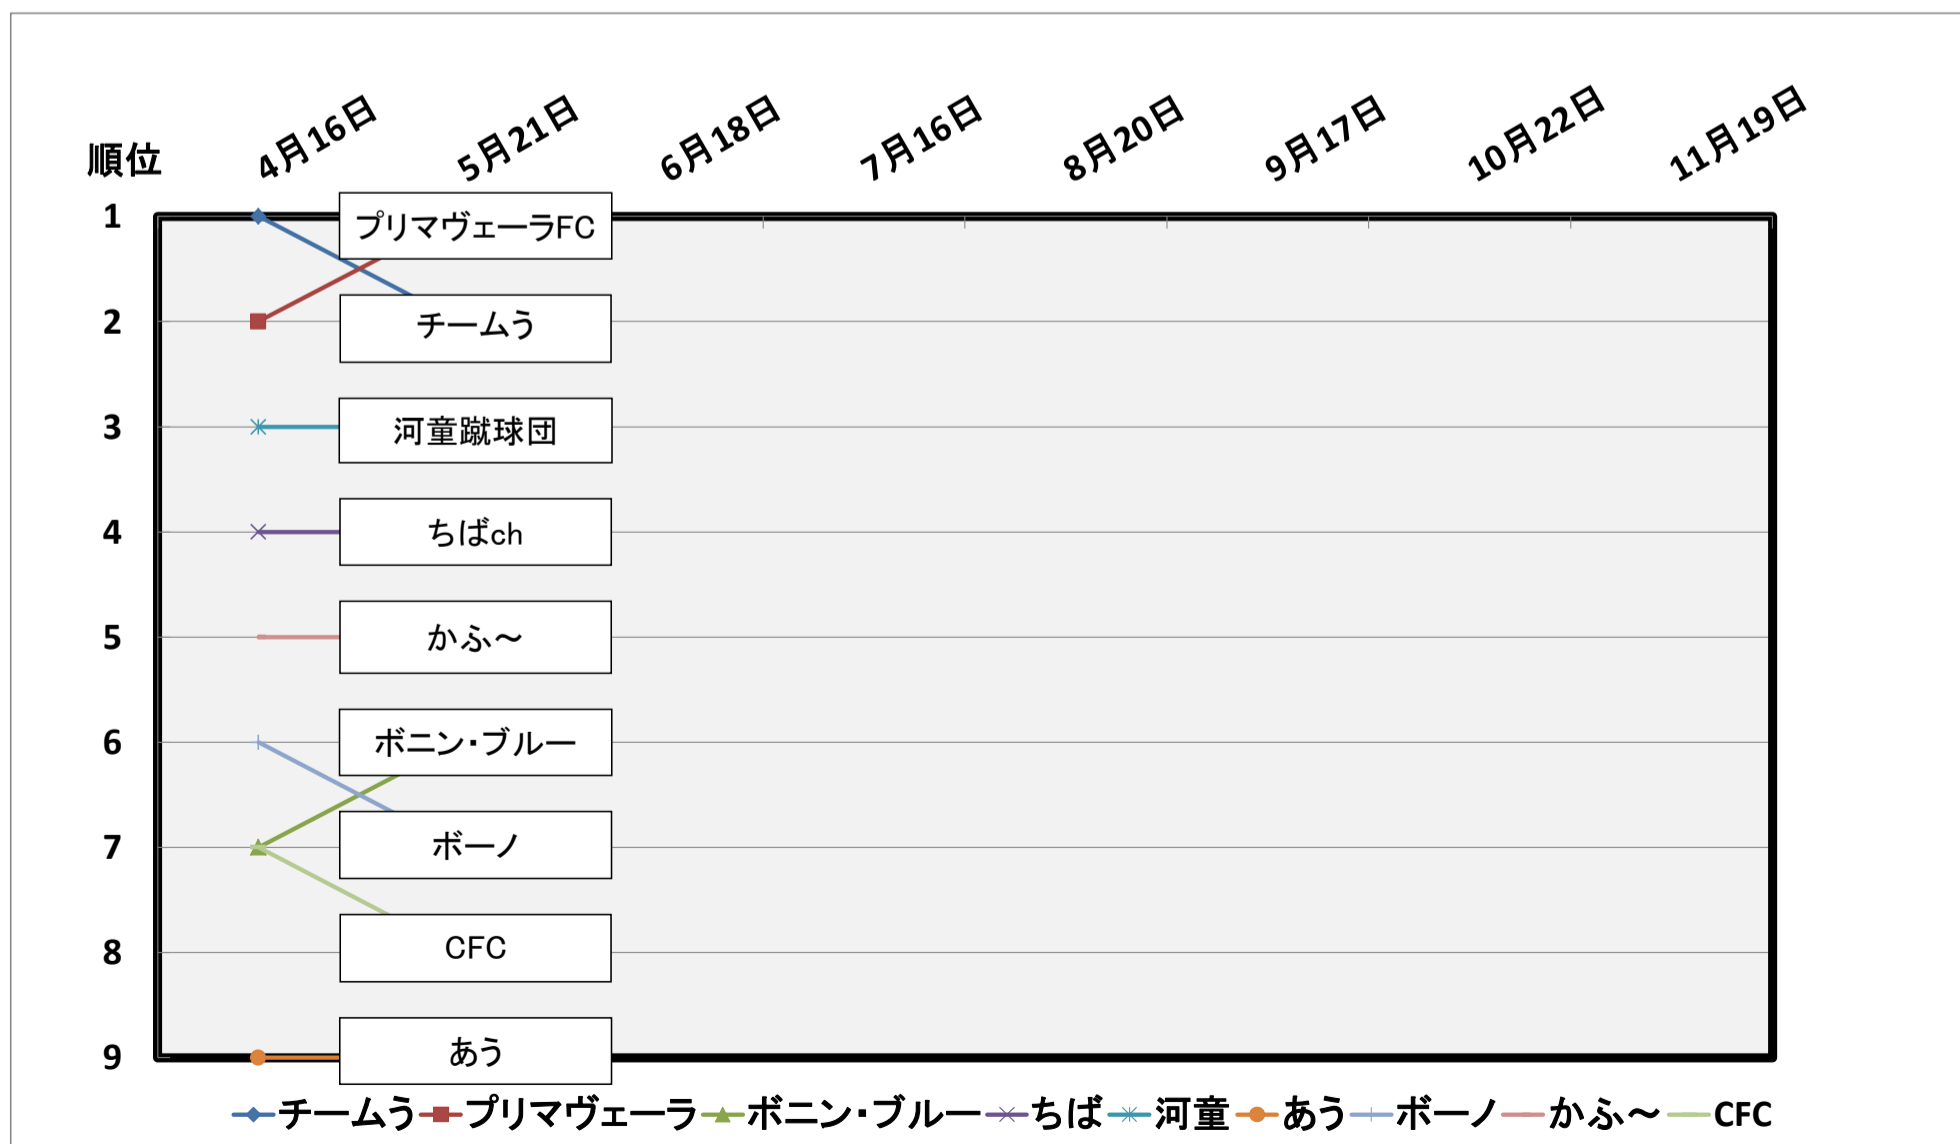 4月16日 5月21日 6月18日 7月16日 8月20日 9月17日 10月22日 11月19日
順位
1 プリマヴェーラFC
2 チームう
3 河童蹴球団
4 ちばch
5 かふ～
6 ボニン・ブルー
7 ボーノ
8 CFC
9 あう
チームう プリマヴェーラ ボニン・ブルー ちば 河童 あう ボーノ かふ～ CFC